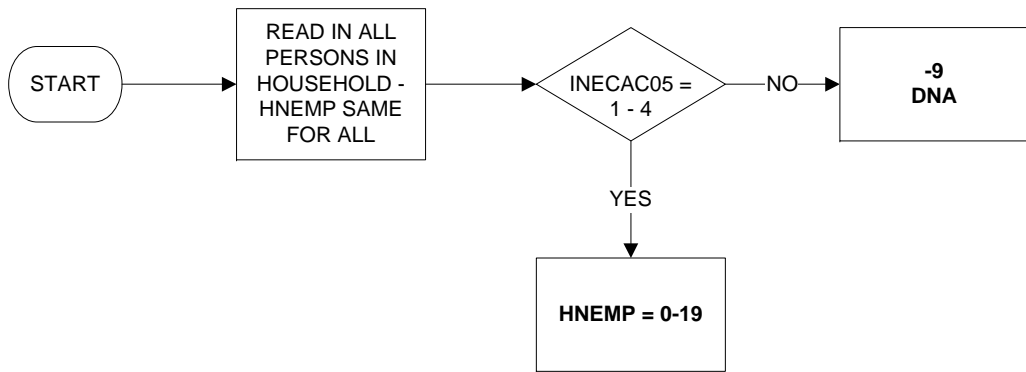 START
READ IN ALL
PERSONS IN
HOUSEHOLD -
HNEMP SAME
FOR ALL
INECAC05 =
1 - 4
NO
-9
DNA
YES
HNEMP = 0-19